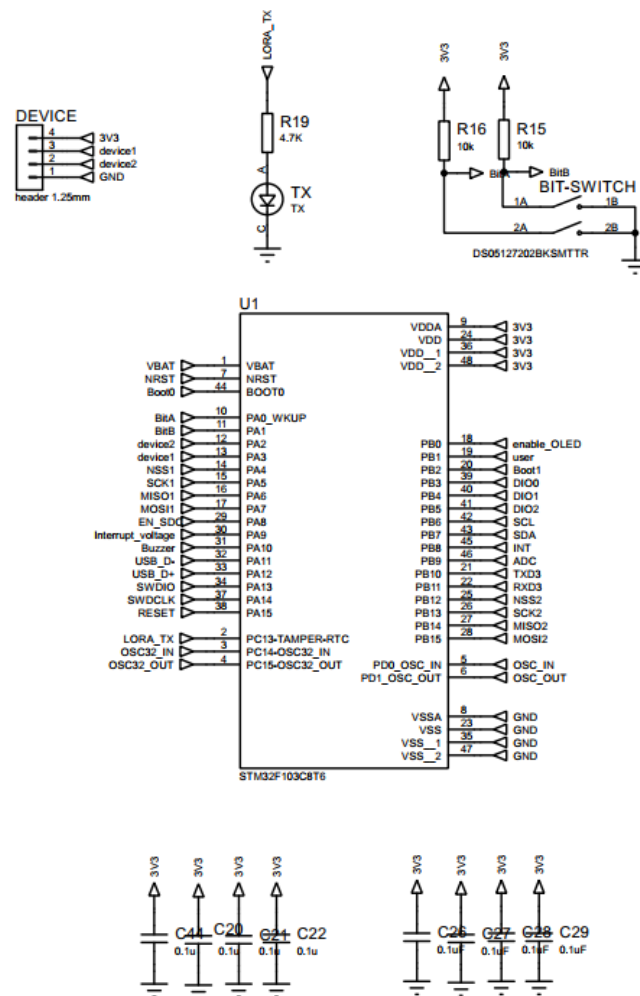 LORA_TX
3V3
3V3
DEVICE
4 3V3
3 device1
2 device2
1 GND
header 1.25mm
R19
4.7K
A
TX
TX
C
R16
10k
R15
10k
BitB
BIT-SWITCH
1A 1B
2A 2B
DS05127202BKSMTTR
U1
VBAT 1 VBAT
NRST 7 NRST
Boot0 44 BOOT0
BitA 10 PA0_WKUP
BitB 11 PA1
device2 12 PA2
device1 13 PA3
NSS1 14 PA4
SCK1 15 PA5
MISO1 16 PA6
MOSI1 17 PA7
EN_SDC 29 PA8
Interrupt_voltage 30 PA9
Buzzer 31 PA10
USB_D- 32 PA11
USB_D+ 33 PA12
SWDIO 34 PA13
SWDCLK 37 PA14
RESET 38 PA15
LORA_TX 2 PC13-TAMPER-RTC
OSC32_IN 3 PC14-OSC32_IN
OSC32_OUT 4 PC15-OSC32_OUT
VDDA 9 3V3
VDD 24 3V3
VDD__1 36 3V3
VDD__2 48 3V3
PB0 18 enable_OLED
PB1 19 user
PB2 20 Boot1
PB3 39 DIO0
PB4 40 DIO1
PB5 41 DIO2
PB6 42 SCL
PB7 43 SDA
PB8 45 INT
PB9 46 ADC
PB10 21 TXD3
PB11 22 RXD3
PB12 25 NSS2
PB13 26 SCK2
PB14 27 MISO2
PB15 28 MOSI2
PD0_OSC_IN 5 OSC_IN
PD1_OSC_OUT 6 OSC_OUT
VSSA 8 GND
VSS 23 GND
VSS__1 35 GND
VSS__2 47 GND
STM32F103C8T6
3V3 3V3 3V3 3V3
C44 C20 C21 C22
0.1u 0.1u 0.1u 0.1u
3V3 3V3 3V3 3V3
C26 C27 C28 C29
0.1uF 0.1uF 0.1uF 0.1uF